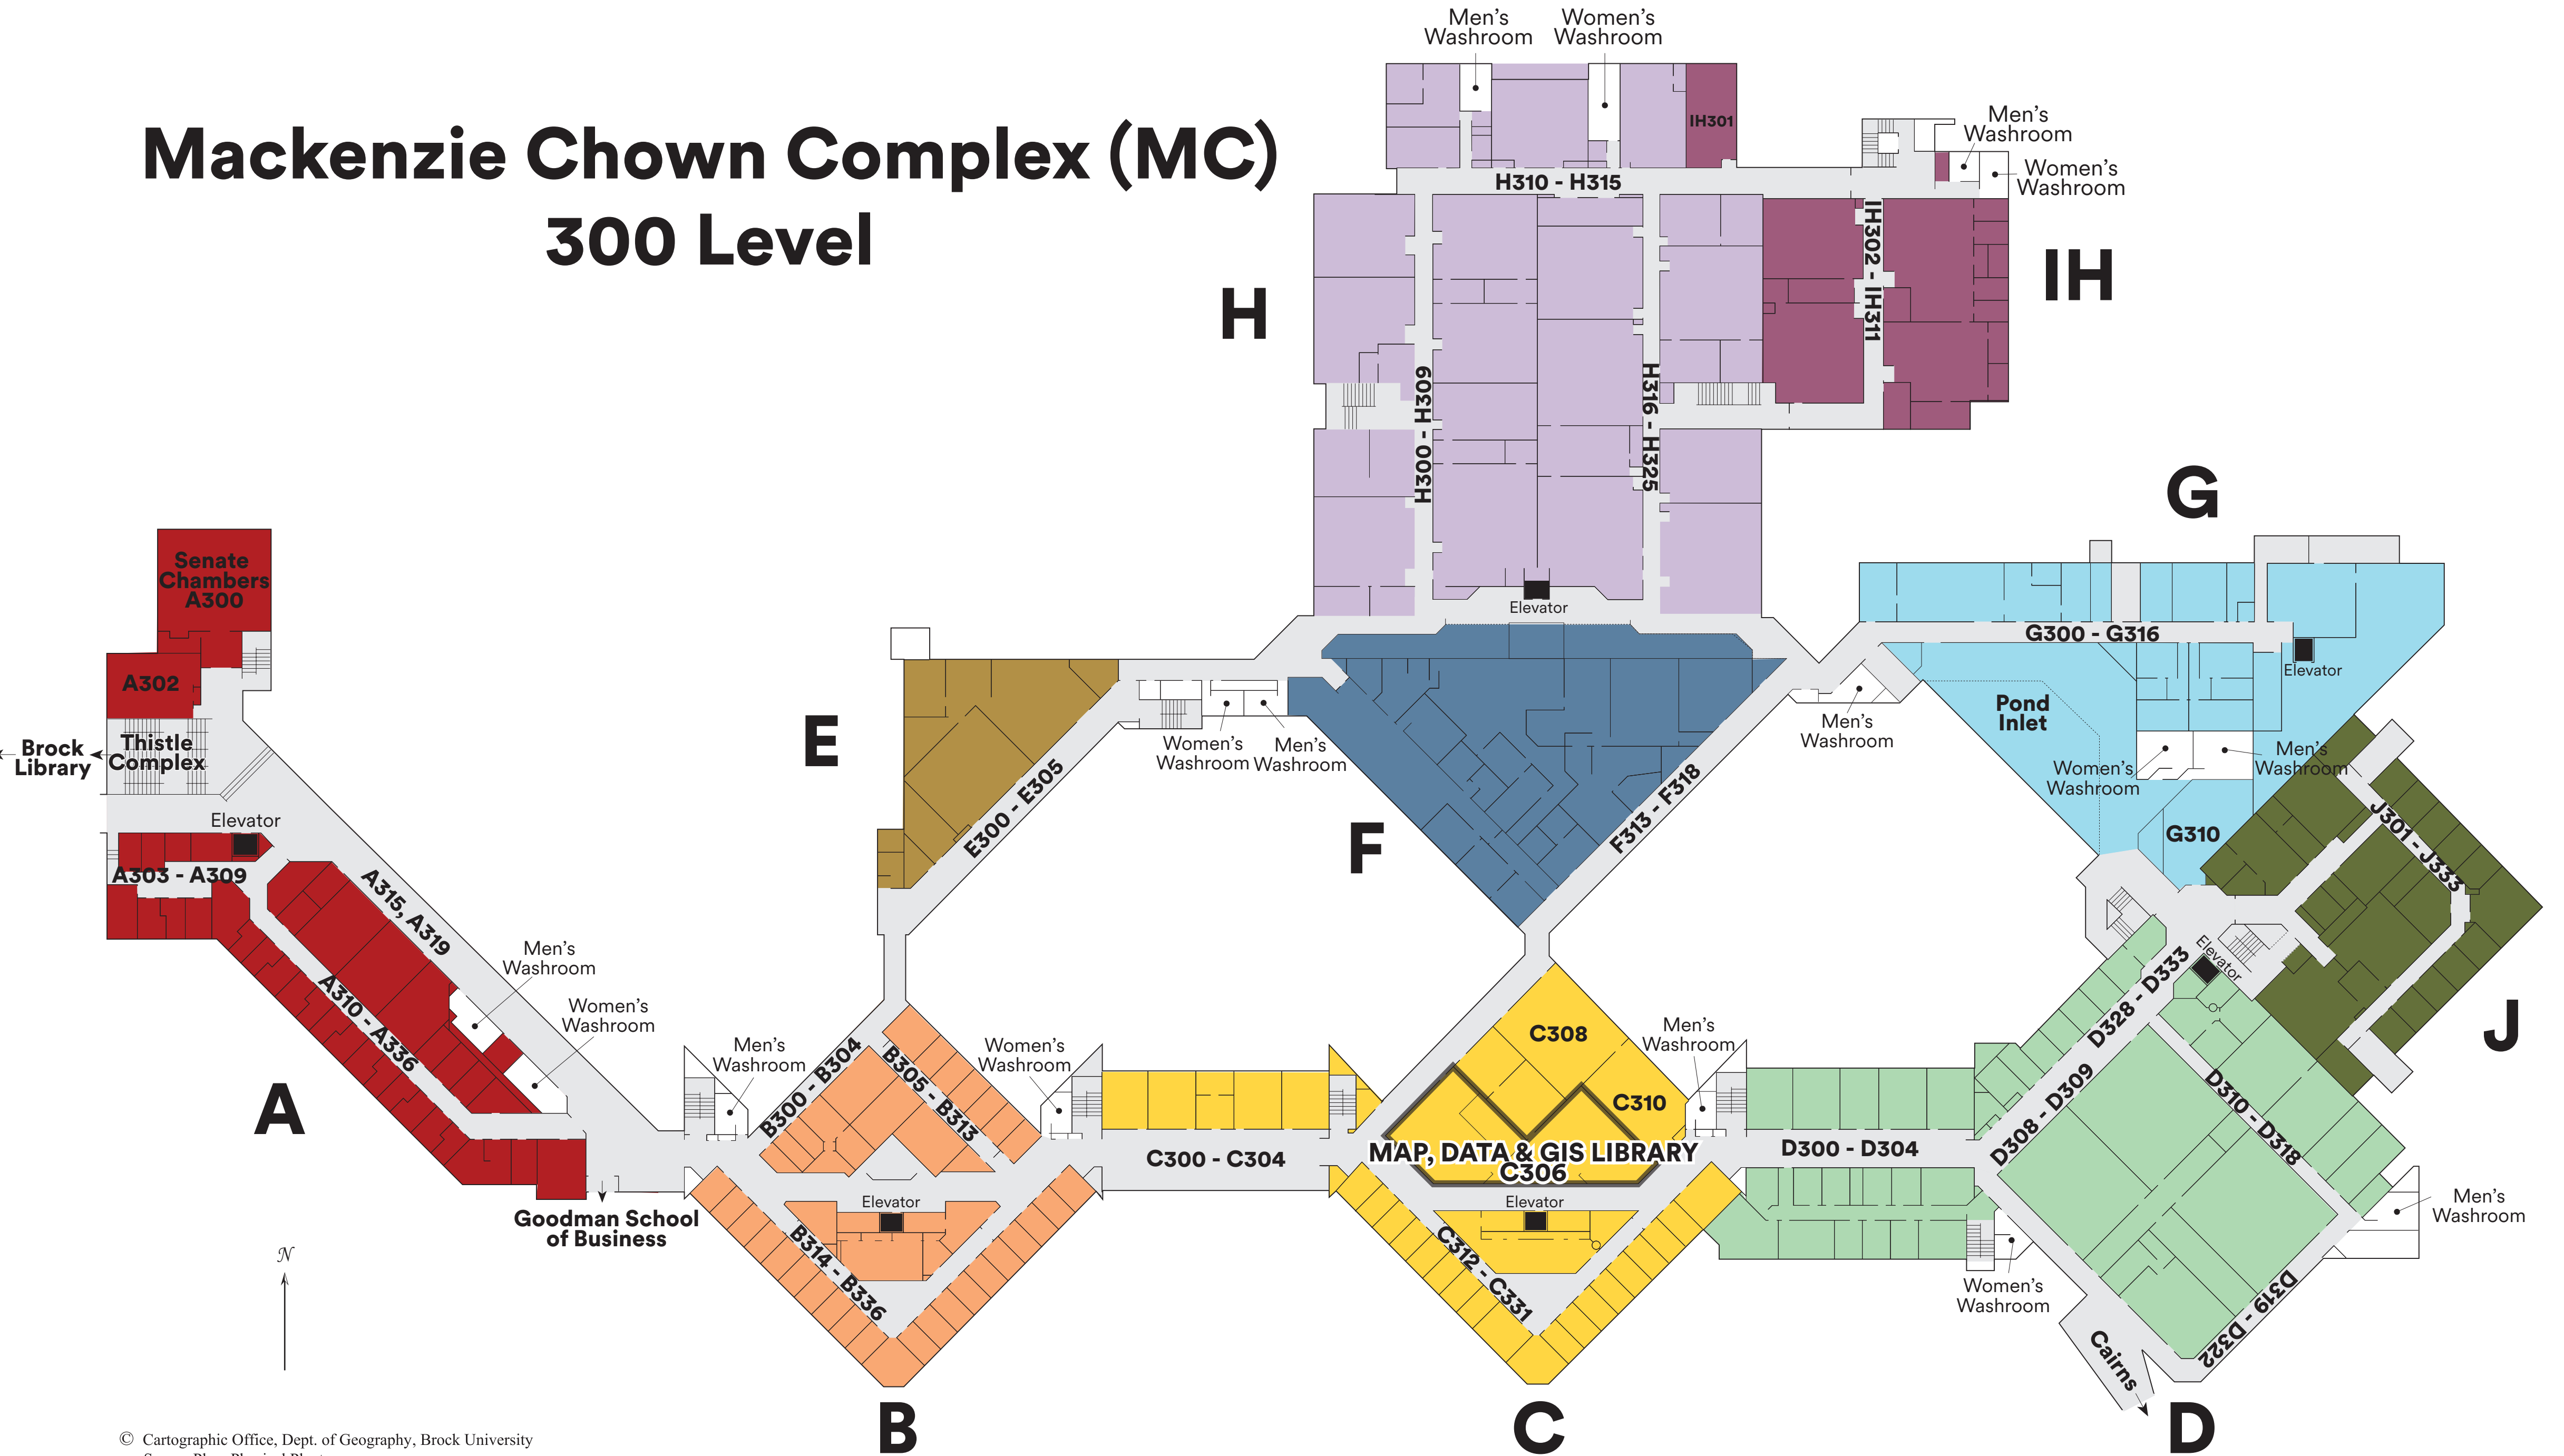 Mackenzie Chown Complex (MC)
300 Level
Men's
Washroom
Women's
Washroom
IH301
Men's
Washroom
Women's
Washroom
H310 - H315
H
IH302 - IH311
IH
H300 - H309
H316 - H325
Elevator
G
G300 - G316
Elevator
Pond
Inlet
Men's
Washroom
Women's
Washroom
Men's
Washroom
G310
Senate
Chambers
A300
A302
Thistle
Complex
Brock
Library
Elevator
A303 - A309
A315, A319
A310 - A336
Men's
Washroom
Women's
Washroom
A
Goodman School
of Business
E
E300 - E305
Women's
Washroom
Men's
Washroom
F
F313 - F318
J301 - J333
J
Men's
Washroom
B300 - B304
B305 - B313
Women's
Washroom
Elevator
B314 - B336
B
C300 - C304
C308
C310
MAP, DATA & GIS LIBRARY
C306
Elevator
C312 - C331
C
Men's
Washroom
D300 - D304
D308 - D309
D328 - D333
Elevator
D310 - D318
D319 - D322
Men's
Washroom
Women's
Washroom
Cairns
D
N
© Cartographic Office, Dept. of Geography, Brock University